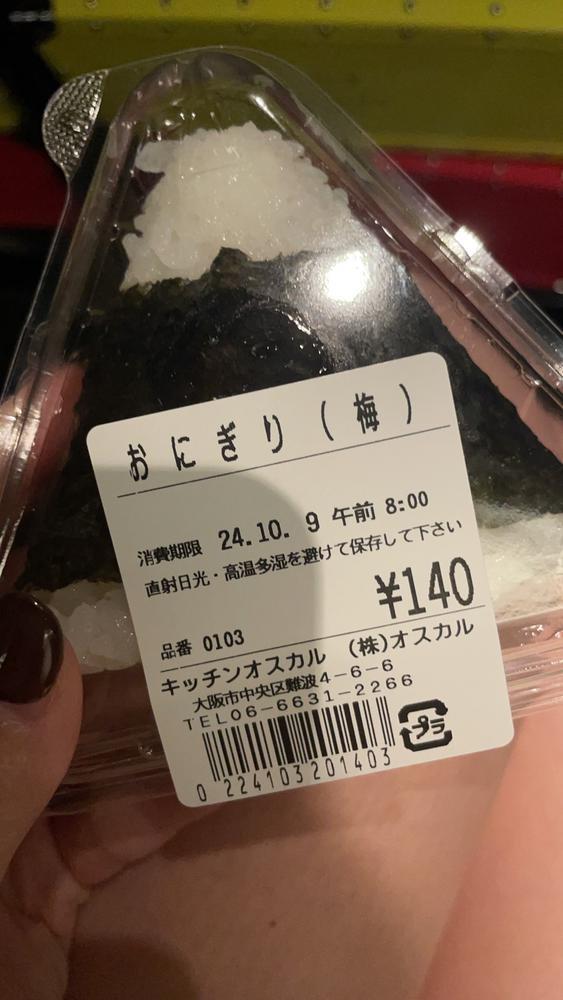 おにぎり（梅）
消費期限 24.10. 9 午前 8:00
直射日光・高温多湿を避けて保存して下さい
¥140
品番 0103
キッチンオスカル （株）オスカル
大阪市中央区難波4-6-6
TEL06-6631-2266
プラ
0 224103201403